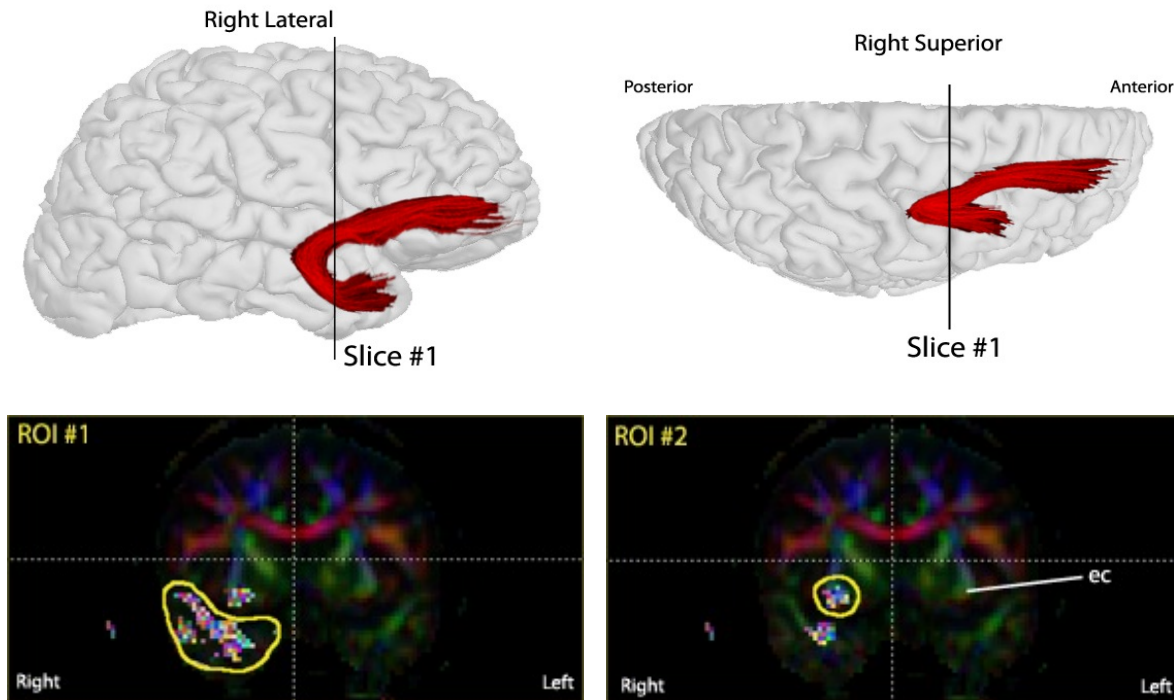 Right Lateral
Right Superior
Posterior
Anterior
Slice #1
Slice #1
ROI #1
Right
Left
ROI #2
ec
Right
Left